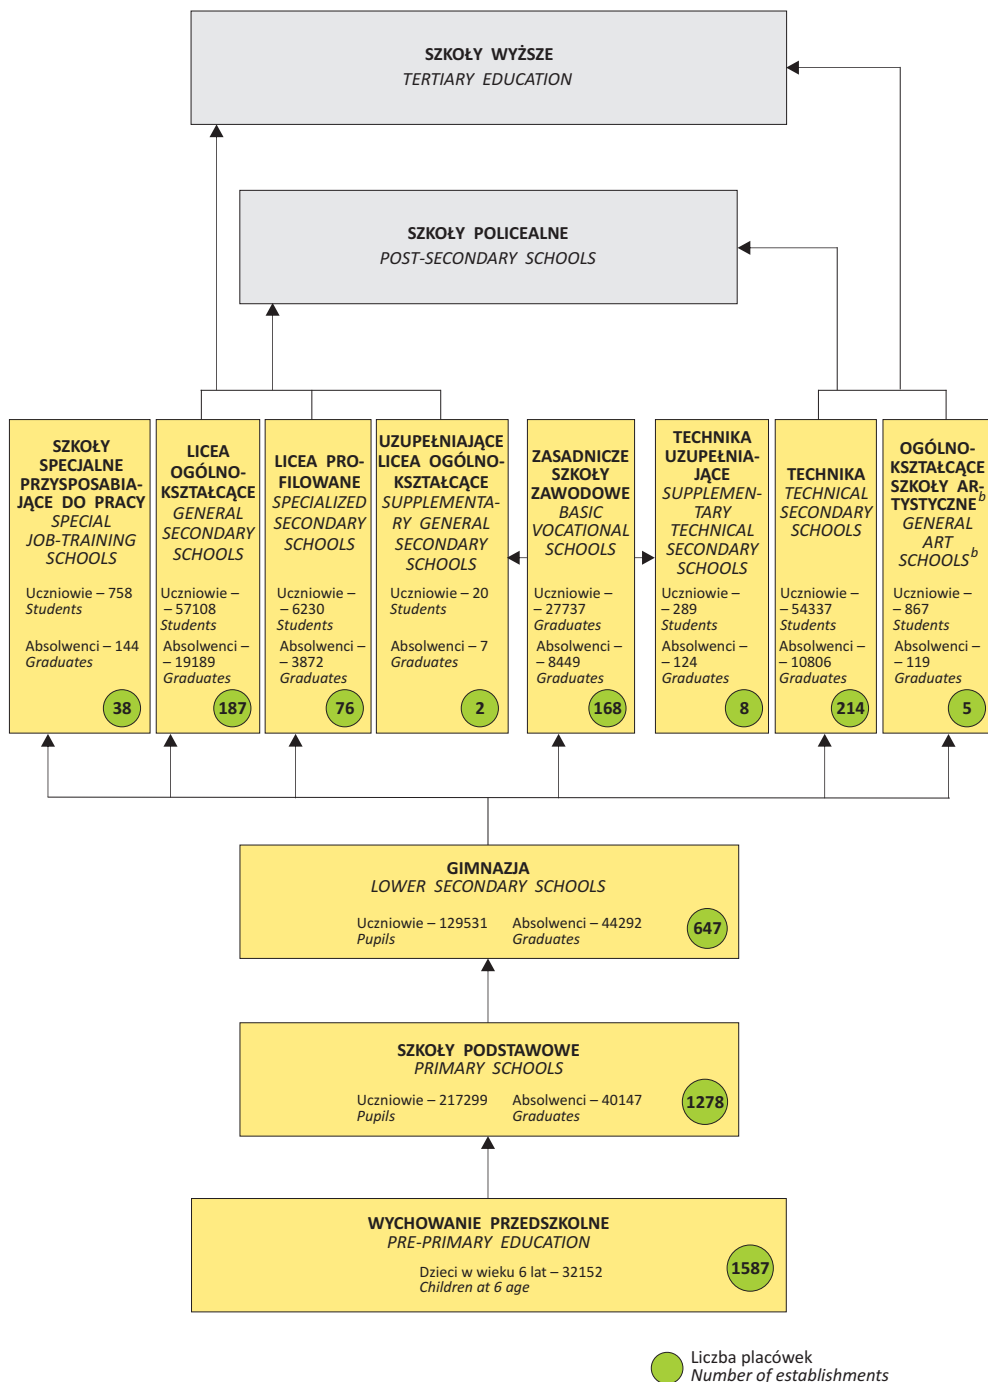 SZKOŁY WYŻSZE
TERTIARY EDUCATION
SZKOŁY POLICEALNE
POST-SECONDARY SCHOOLS
SZKOŁY
SPECJALNE
PRZYSPOSABIA-
JĄCE DO PRACY
SPECIAL
JOB-TRAINING
SCHOOLS
Uczniowie – 758
Students
Absolwenci – 144
Graduates
38
LICEA
OGÓLNO-
KSZTAŁCĄCE
GENERAL
SECONDARY
SCHOOLS
Uczniowie –
– 57108
Students
Absolwenci –
– 19189
Graduates
187
LICEA PRO-
FILOWANE
SPECIALIZED
SECONDARY
SCHOOLS
Uczniowie –
– 6230
Students
Absolwenci –
– 3872
Graduates
76
UZUPEŁNIAJĄCE
LICEA OGÓLNO-
KSZTAŁCĄCE
SUPPLEMENTA-
RY GENERAL
SECONDARY
SCHOOLS
Uczniowie – 20
Students
Absolwenci – 7
Graduates
2
ZASADNICZE
SZKOŁY
ZAWODOWE
BASIC
VOCATIONAL
SCHOOLS
Uczniowie –
– 27737
Graduates
Absolwenci –
– 8449
Graduates
168
TECHNIKA
UZUPEŁNIA-
JĄCE
SUPPLEMEN-
TARY
TECHNICAL
SECONDARY
SCHOOLS
Uczniowie –
– 289
Students
Absolwenci –
– 124
Graduates
8
TECHNIKA
TECHNICAL
SECONDARY
SCHOOLS
Uczniowie –
– 54337
Students
Absolwenci –
– 10806
Graduates
214
OGÓLNO-
KSZTAŁCĄCE
SZKOŁY AR-
TYSTYCZNE b
GENERAL
ART
SCHOOLS b
Uczniowie –
– 867
Students
Absolwenci –
– 119
Graduates
5
GIMNAZJA
LOWER SECONDARY SCHOOLS
Uczniowie – 129531 Absolwenci – 44292
Pupils Graduates
647
SZKOŁY PODSTAWOWE
PRIMARY SCHOOLS
Uczniowie – 217299 Absolwenci – 40147
Pupils Graduates
1278
WYCHOWANIE PRZEDSZKOLNE
PRE-PRIMARY EDUCATION
Dzieci w wieku 6 lat – 32152
Children at 6 age
1587
Liczba placówek
Number of establishments